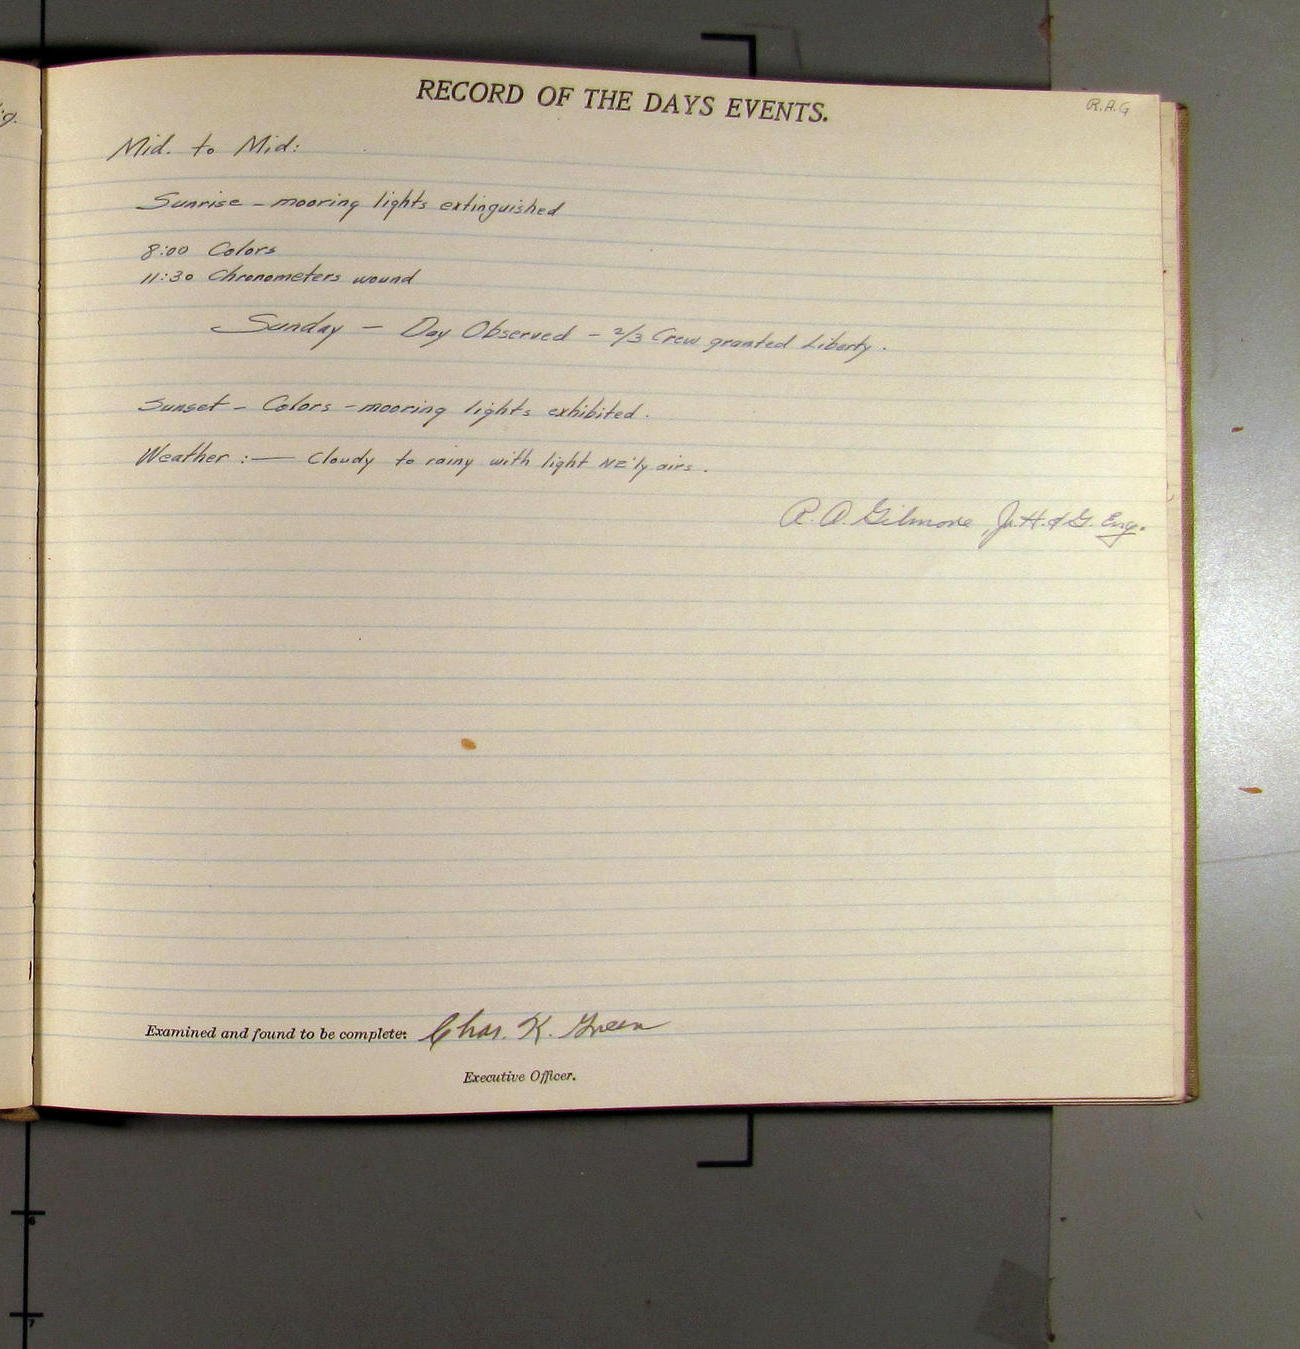 RECORD OF THE DAYS EVENTS.
R.A.G
Mid. to Mid:
Sunrise – mooring lights extinguished
8:00 Colors
11:30 Chronometers wound
Sunday – Day Observed – 2/3 Crew granted Liberty.
Sunset – Colors – mooring lights exhibited.
Weather :— Cloudy to rainy with light NE'ly airs.
R. A. Gilmore Jr. H. & G. Eng.
Examined and found to be complete: Chas. K. Green
Executive Officer.
6
7